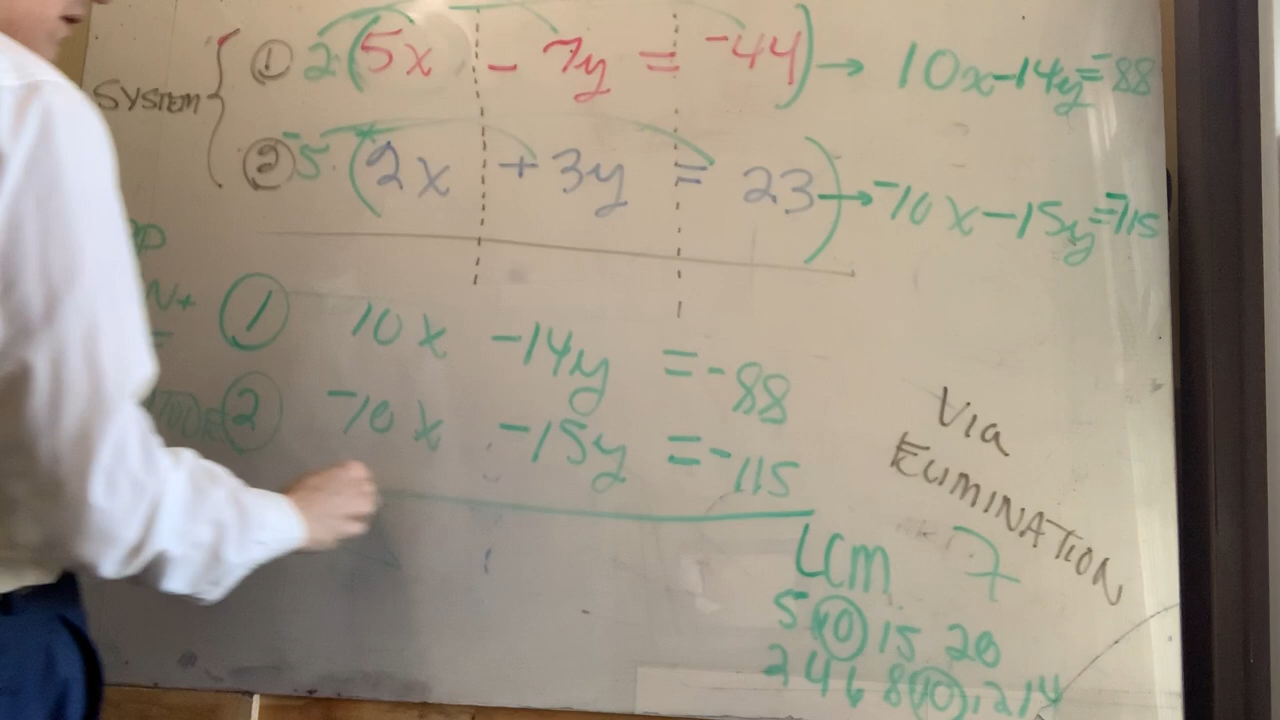 SYSTEM
① 2(5x - 7y = -44) → 10x-14y=-88
② -5(2x + 3y = 23) → -10x-15y=-115
N+
① 10x -14y =-88
② -10x -15y =-115
Via
ELIMINATION
LCM 7
5 10 15 20
2 4 6 8 10 12 14